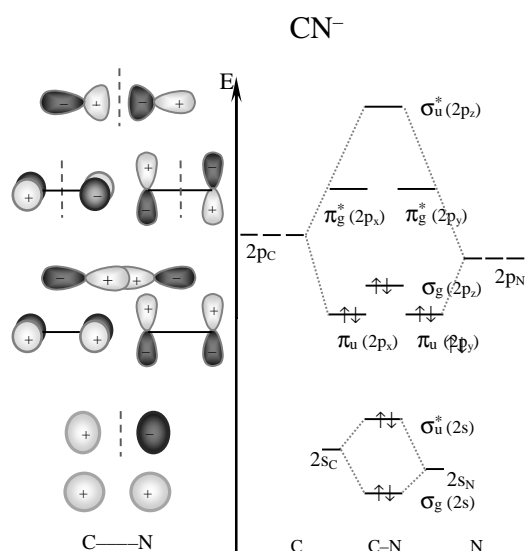 CN⁻
E
− + − +
σ*u (2pz)
+ −
+ − − +
π*g (2px) π*g (2py)
2pC
2pN
− + + −
σg (2pz)
+ +
+ + − −
πu (2px) πu (2py)
+ −
σ*u (2s)
2sC
2sN
+ +
σg (2s)
C——N
C C–N N